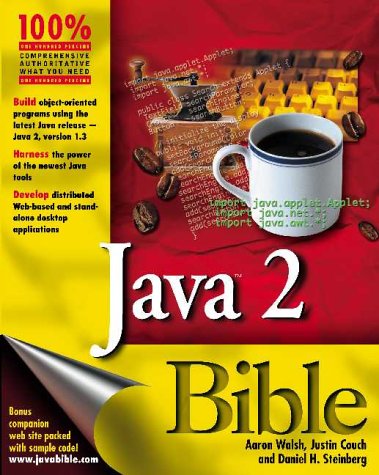 100%
ONE HUNDRED PERCENT
COMPREHENSIVE
AUTHORITATIVE
WHAT YOU NEED
ONE HUNDRED PERCENT
Build object-oriented
programs using the
latest Java release —
Java 2, version 1.3
Harness the power
of the newest Java
tools
Develop distributed
Web-based and stand-
alone desktop
applications
import java.applet.Applet;
import java.net.*;
import java.awt.*;
Java™ 2
Bible
Aaron Walsh, Justin Couch
and Daniel H. Steinberg
Bonus
companion
web site packed
with sample code!
www.javabible.com